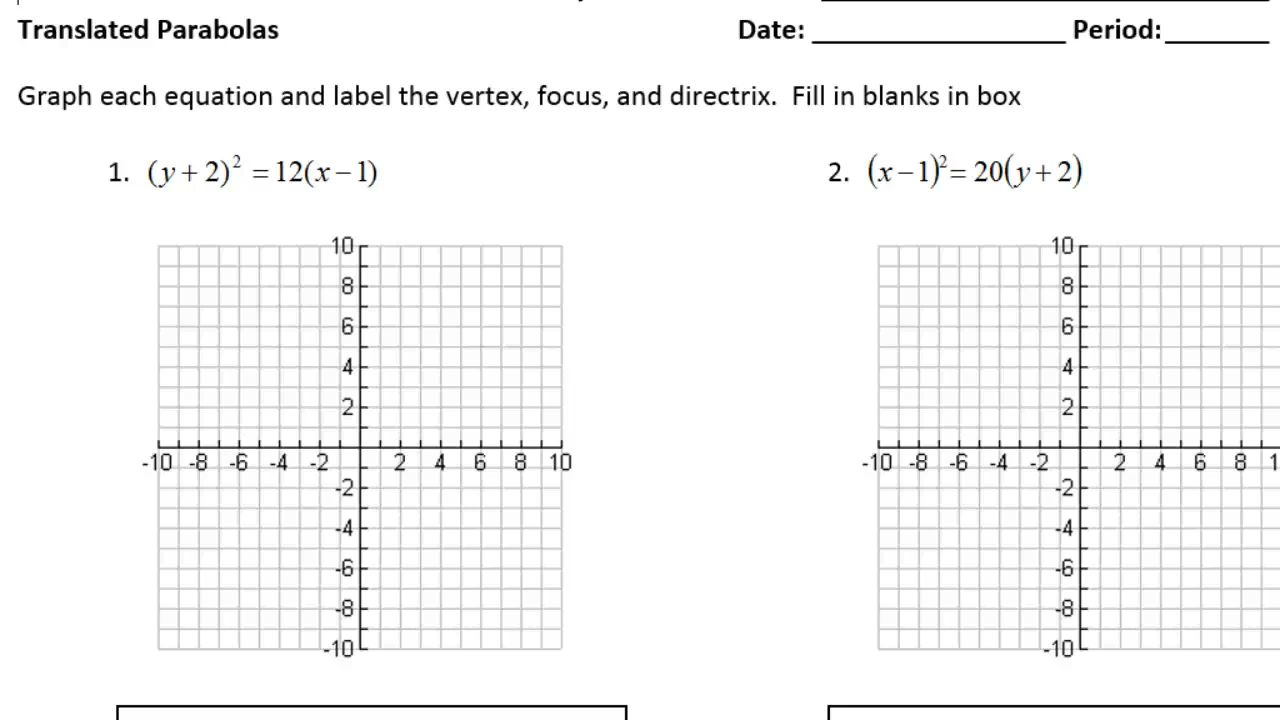 Translated Parabolas Date: ____________________ Period:________
Graph each equation and label the vertex, focus, and directrix. Fill in blanks in box
1. (y + 2)² = 12(x − 1) 2. (x − 1)² = 20(y + 2)
10 10
8 8
6 6
4 4
2 2
-10 -8 -6 -4 -2 2 4 6 8 10 -10 -8 -6 -4 -2 2 4 6 8
-2 -2
-4 -4
-6 -6
-8 -8
-10 -10